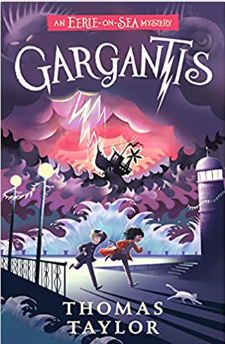 AN EERIE-ON-SEA MYSTERY
GARGANTIS
THOMAS
TAYLOR